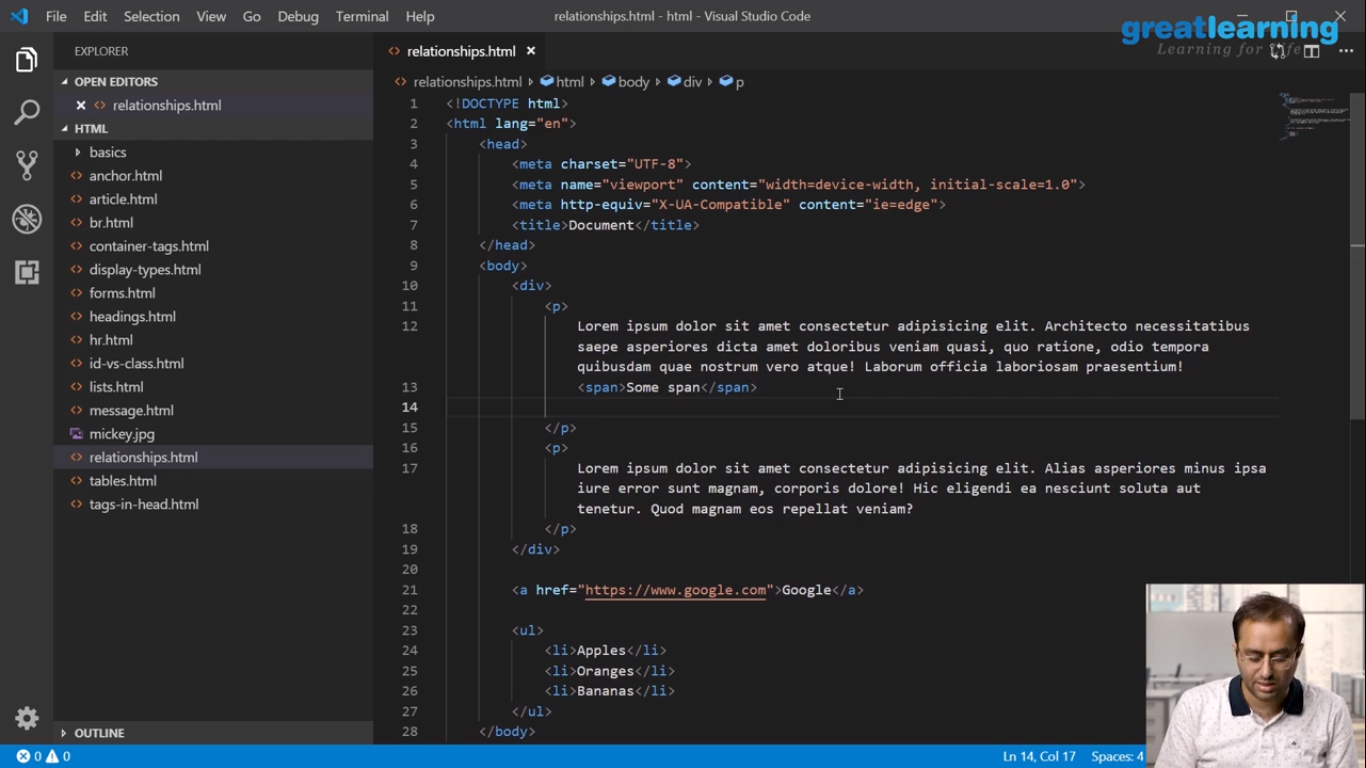 File Edit Selection View Go Debug Terminal Help
relationships.html - html - Visual Studio Code
greatlearning
Learning for Life
EXPLORER
OPEN EDITORS
relationships.html
HTML
basics
anchor.html
article.html
br.html
container-tags.html
display-types.html
forms.html
headings.html
hr.html
id-vs-class.html
lists.html
message.html
mickey.jpg
relationships.html
tables.html
tags-in-head.html
OUTLINE
relationships.html
relationships.html html body div p
1 <!DOCTYPE html>
2 <html lang="en">
3 <head>
4 <meta charset="UTF-8">
5 <meta name="viewport" content="width=device-width, initial-scale=1.0">
6 <meta http-equiv="X-UA-Compatible" content="ie=edge">
7 <title>Document</title>
8 </head>
9 <body>
10 <div>
11 <p>
12 Lorem ipsum dolor sit amet consectetur adipisicing elit. Architecto necessitatibus
saepe asperiores dicta amet doloribus veniam quasi, quo ratione, odio tempora
quibusdam quae nostrum vero atque! Laborum officia laboriosam praesentium!
13 <span>Some span</span>
14
15 </p>
16 <p>
17 Lorem ipsum dolor sit amet consectetur adipisicing elit. Alias asperiores minus ipsa
iure error sunt magnam, corporis dolore! Hic eligendi ea nesciunt soluta aut
tenetur. Quod magnam eos repellat veniam?
18 </p>
19 </div>
20
21 <a href="https://www.google.com">Google</a>
22
23 <ul>
24 <li>Apples</li>
25 <li>Oranges</li>
26 <li>Bananas</li>
27 </ul>
28 </body>
0 0
Ln 14, Col 17 Spaces: 4